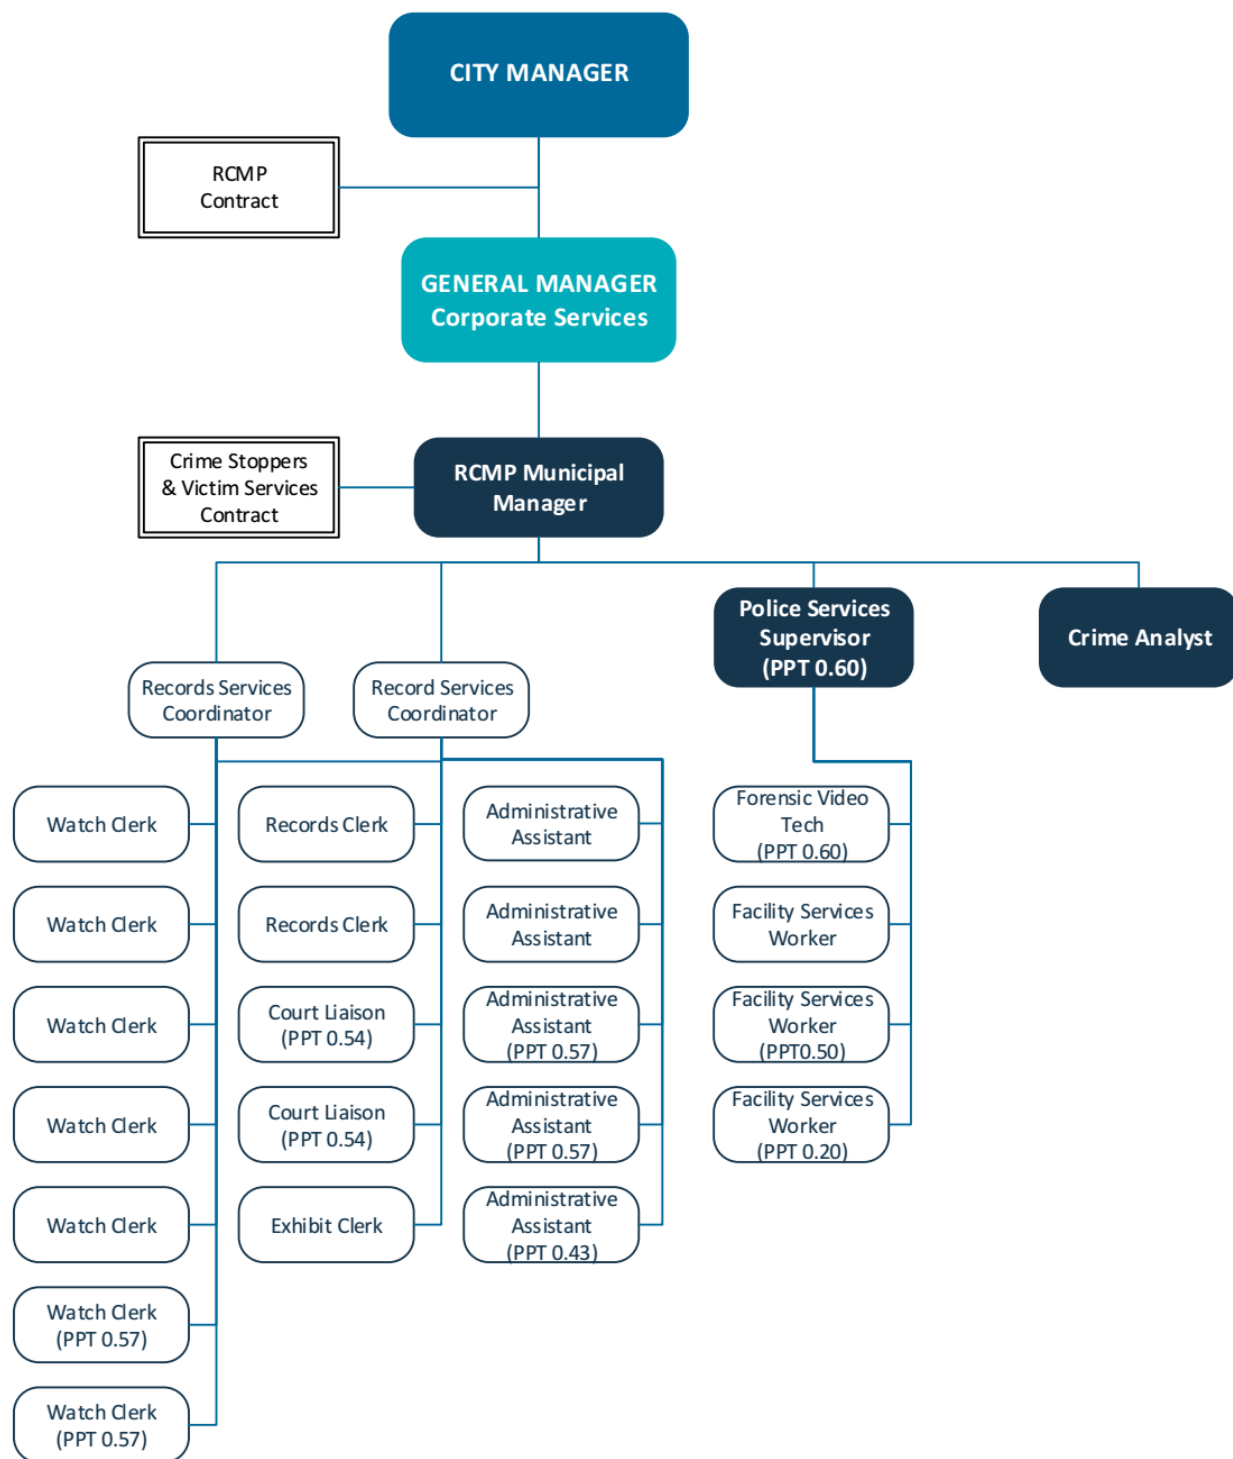 CITY MANAGER
RCMP
Contract
GENERAL MANAGER
Corporate Services
Crime Stoppers
& Victim Services
Contract
RCMP Municipal
Manager
Police Services
Supervisor
(PPT 0.60)
Crime Analyst
Records Services
Coordinator
Record Services
Coordinator
Watch Clerk
Watch Clerk
Watch Clerk
Watch Clerk
Watch Clerk
Watch Clerk
(PPT 0.57)
Watch Clerk
(PPT 0.57)
Records Clerk
Records Clerk
Court Liaison
(PPT 0.54)
Court Liaison
(PPT 0.54)
Exhibit Clerk
Administrative
Assistant
Administrative
Assistant
Administrative
Assistant
(PPT 0.57)
Administrative
Assistant
(PPT 0.57)
Administrative
Assistant
(PPT 0.43)
Forensic Video
Tech
(PPT 0.60)
Facility Services
Worker
Facility Services
Worker
(PPT0.50)
Facility Services
Worker
(PPT 0.20)